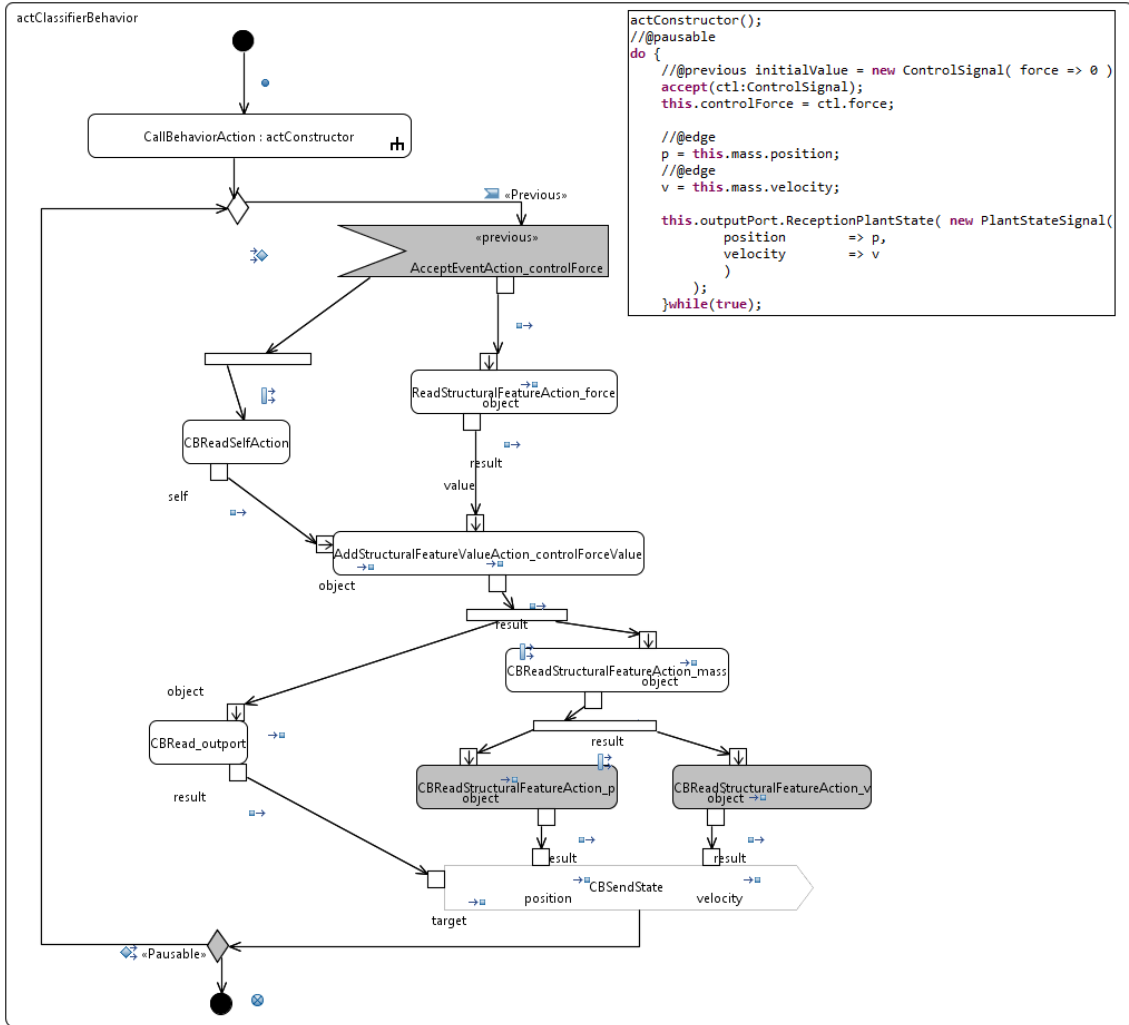 actClassifierBehavior
actConstructor();
//@pausable
do {
//@previous initialValue = new ControlSignal( force => 0 )
accept(ctl:ControlSignal);
this.controlForce = ctl.force;
//@edge
p = this.mass.position;
//@edge
v = this.mass.velocity;
this.outputPort.ReceptionPlantState( new PlantStateSignal(
position => p,
velocity => v
)
);
}while(true);
CallBehaviorAction : actConstructor
«Previous»
«previous»
AcceptEventAction_controlForce
ReadStructuralFeatureAction_force
object
CBReadSelfAction
result
value
self
AddStructuralFeatureValueAction_controlForceValue
object
result
CBReadStructuralFeatureAction_mass
object
object
CBRead_outport
result
result
CBReadStructuralFeatureAction_p
object
CBReadStructuralFeatureAction_v
object
result
result
CBSendState
position
velocity
target
«Pausable»